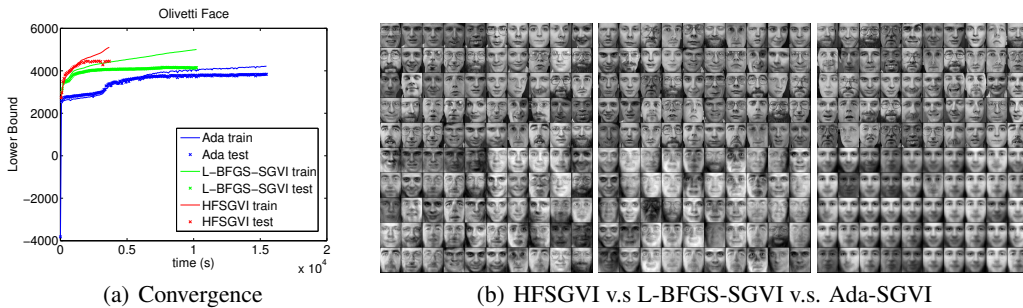 Olivetti Face
6000
4000
2000
0
−2000
−4000
Lower Bound
Ada train
Ada test
L−BFGS−SGVI train
L−BFGS−SGVI test
HFSGVI train
HFSGVI test
0 0.5 1 1.5 2
time (s)
x 10^4
(a) Convergence
(b) HFSGVI v.s L-BFGS-SGVI v.s. Ada-SGVI